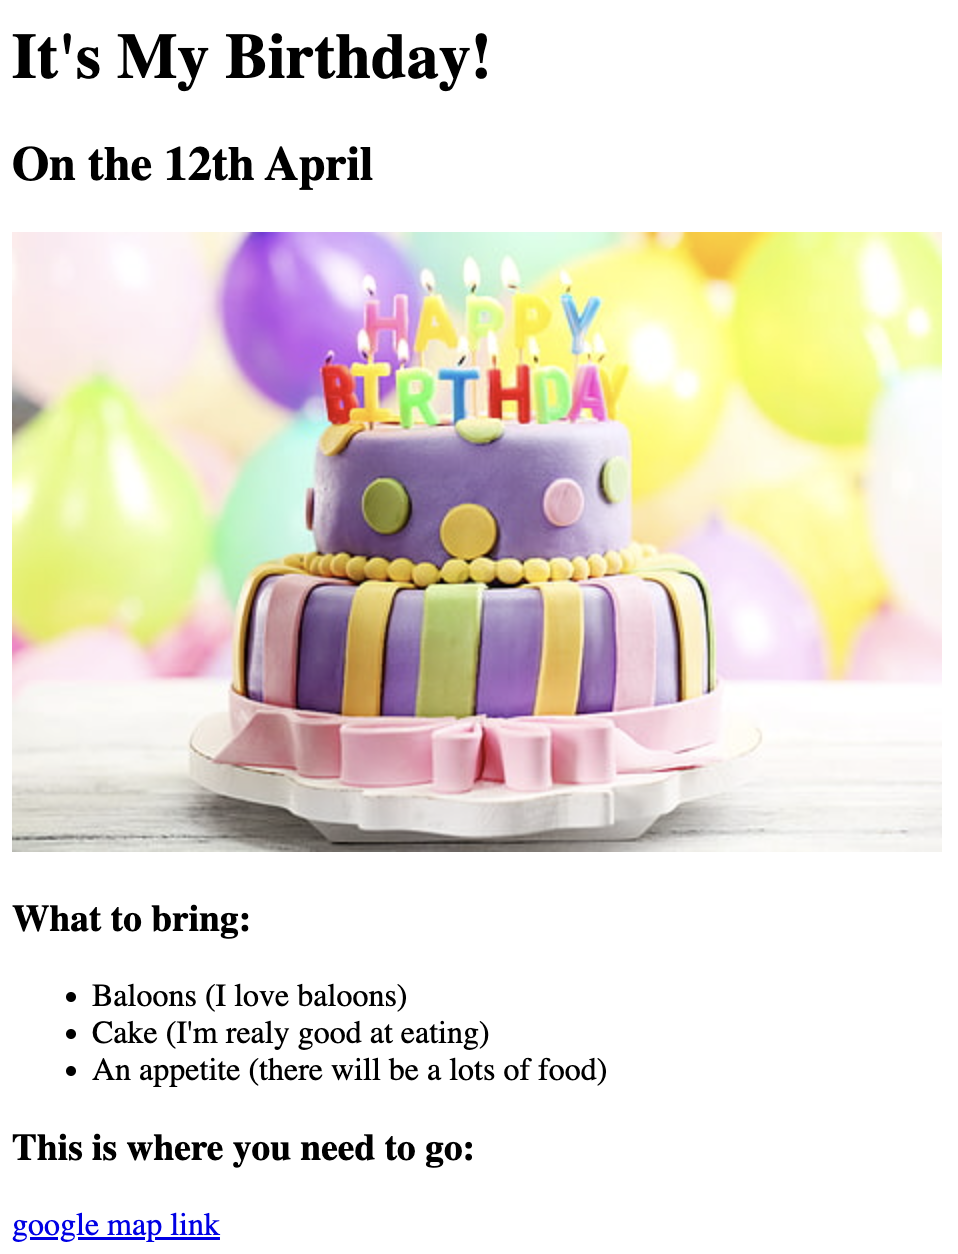 It's My Birthday!
On the 12th April
HAPPY
BIRTHDAY
What to bring:
Baloons (I love baloons)
Cake (I'm realy good at eating)
An appetite (there will be a lots of food)
This is where you need to go:
google map link